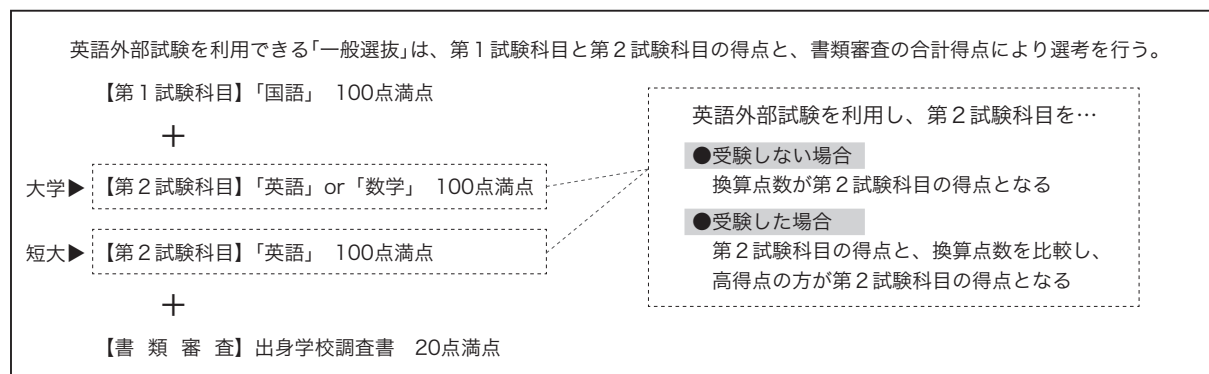 英語外部試験を利用できる｢一般選抜｣は、第１試験科目と第２試験科目の得点と、書類審査の合計得点により選考を行う。
【第１試験科目】｢国語｣　100点満点
＋
大学▶【第２試験科目】｢英語｣ or ｢数学｣　100点満点
短大▶【第２試験科目】｢英語｣　100点満点
＋
【書 類 審 査】出身学校調査書　20点満点
英語外部試験を利用し、第２試験科目を…
●受験しない場合
換算点数が第２試験科目の得点となる
●受験した場合
第２試験科目の得点と、換算点数を比較し、
高得点の方が第２試験科目の得点となる